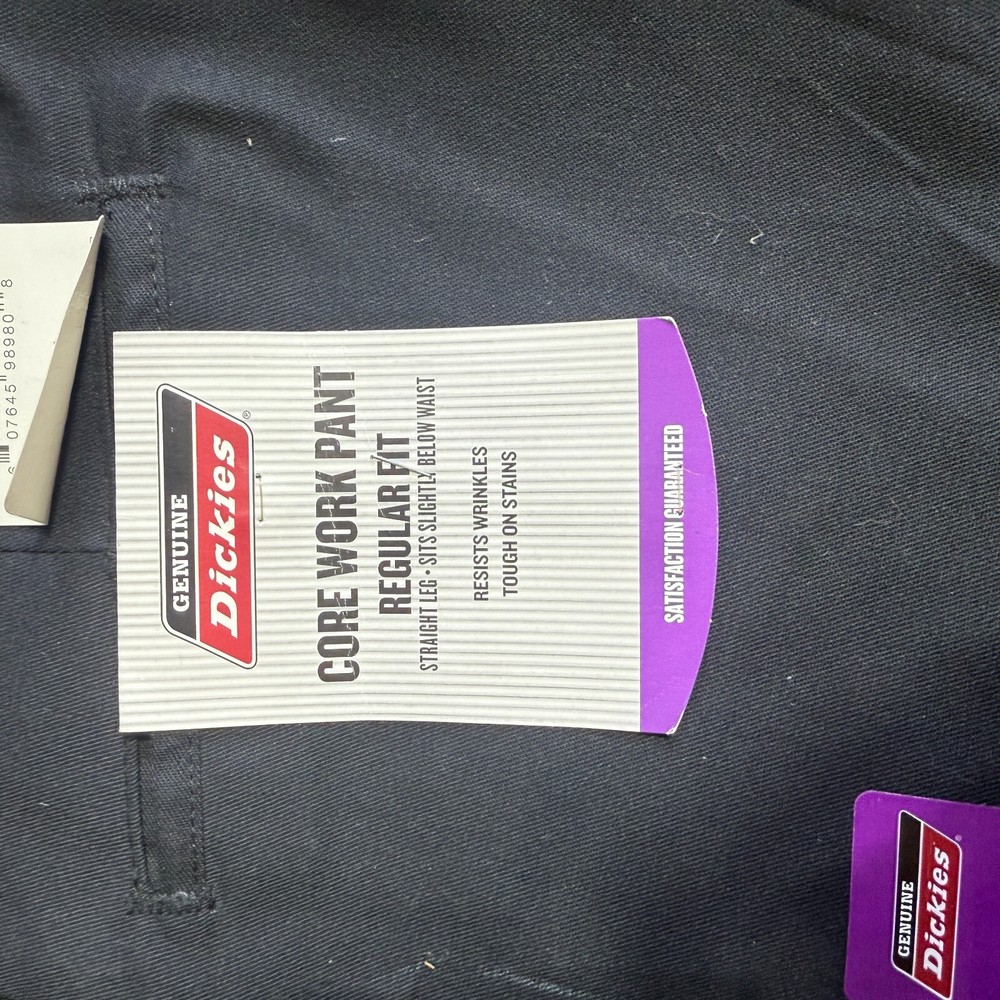 GENUINE
Dickies®
CORE WORK PANT
REGULAR FIT
STRAIGHT LEG • SITS SLIGHTLY BELOW WAIST
RESISTS WRINKLES
TOUGH ON STAINS
SATISFACTION GUARANTEED
07645 98980 8
GENUINE
Dickies®